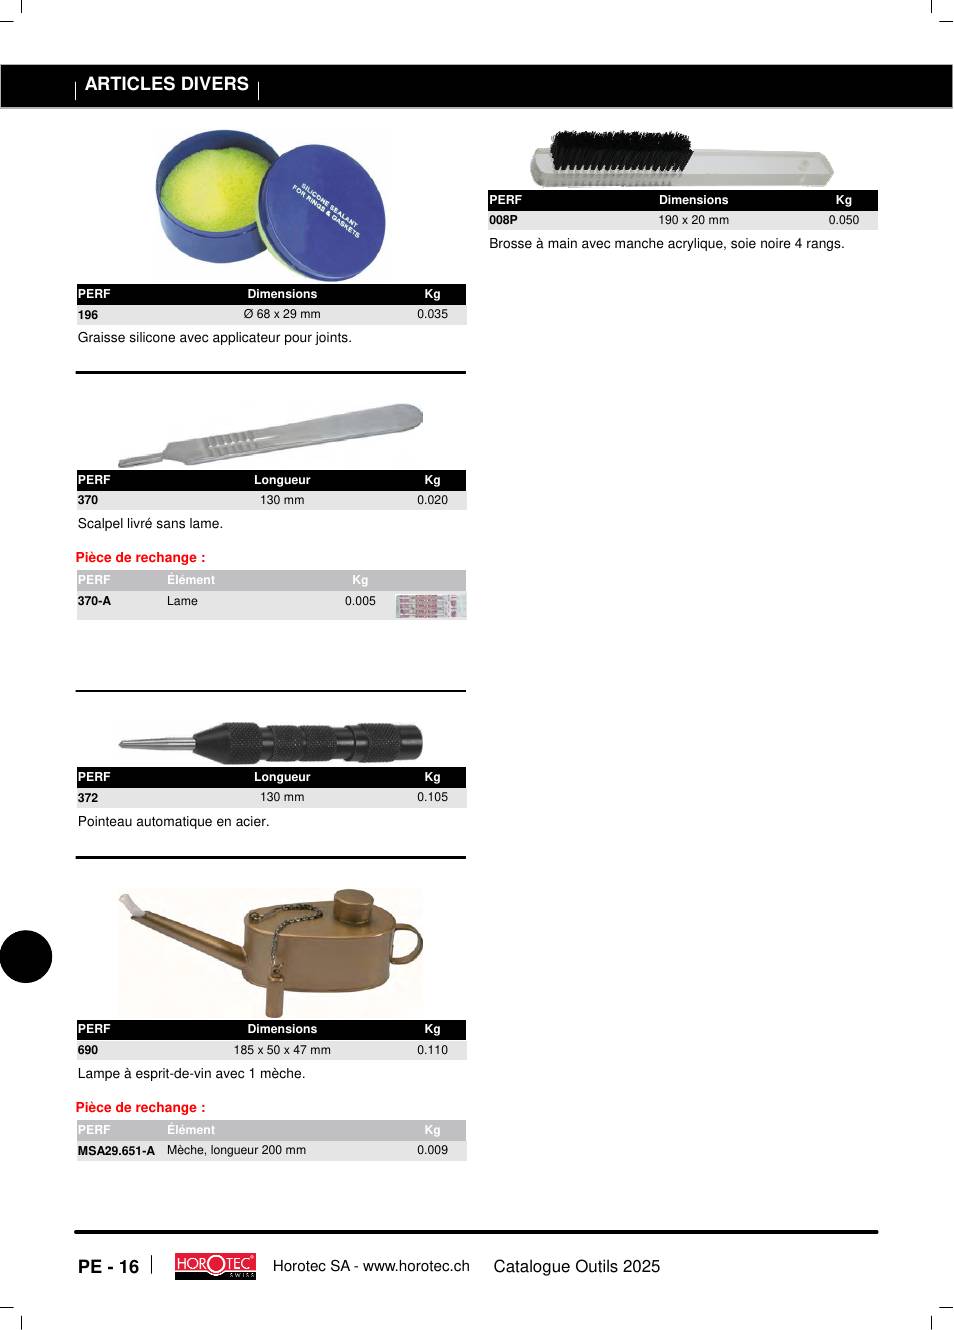 ARTICLES DIVERS
SILICONE SEALANT
FOR RINGS & GASKETS
PERF Dimensions Kg
196 Ø 68 x 29 mm 0.035
Graisse silicone avec applicateur pour joints.
PERF Longueur Kg
370 130 mm 0.020
Scalpel livré sans lame.
Pièce de rechange :
PERF Élément Kg
370-A Lame 0.005
PERF Longueur Kg
372 130 mm 0.105
Pointeau automatique en acier.
PERF Dimensions Kg
690 185 x 50 x 47 mm 0.110
Lampe à esprit-de-vin avec 1 mèche.
Pièce de rechange :
PERF Élément Kg
MSA29.651-A Mèche, longueur 200 mm 0.009
PERF Dimensions Kg
008P 190 x 20 mm 0.050
Brosse à main avec manche acrylique, soie noire 4 rangs.
PE - 16 HOROTEC® SWISS Horotec SA - www.horotec.ch Catalogue Outils 2025